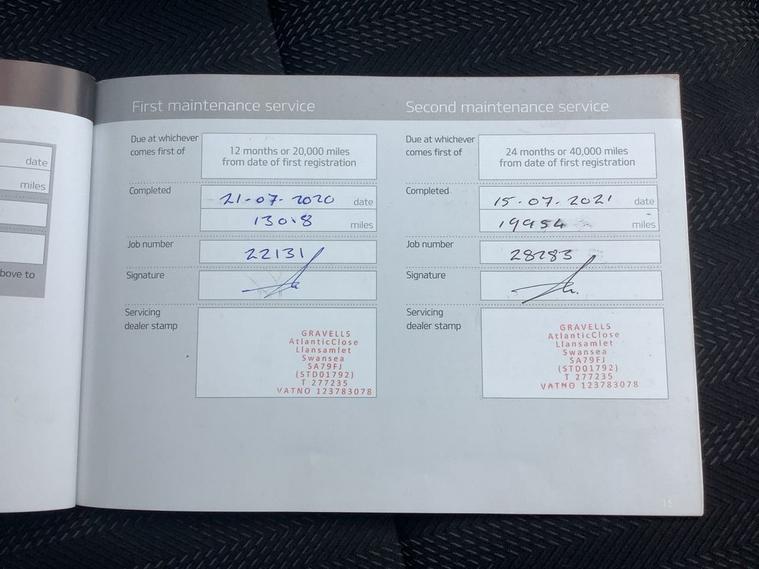 date
miles
bove to
First maintenance service
Due at whichever
comes first of
12 months or 20,000 miles
from date of first registration
Completed
21-07-2020 date
miles
Job number
22131
Signature
Servicing
dealer stamp
GRAVELLS
AtlanticClose
Llansamlet
Swansea
SA79FJ
(STD01792)
T 277235
VATNO 123783078
Second maintenance service
Due at whichever
comes first of
24 months or 40,000 miles
from date of first registration
Completed
15-07-2021 date
19954 miles
Job number
28283
Signature
Servicing
dealer stamp
GRAVELLS
AtlanticClose
Llansamlet
Swansea
SA79FJ
(STD01792)
T 277235
VATNO 123783078
15